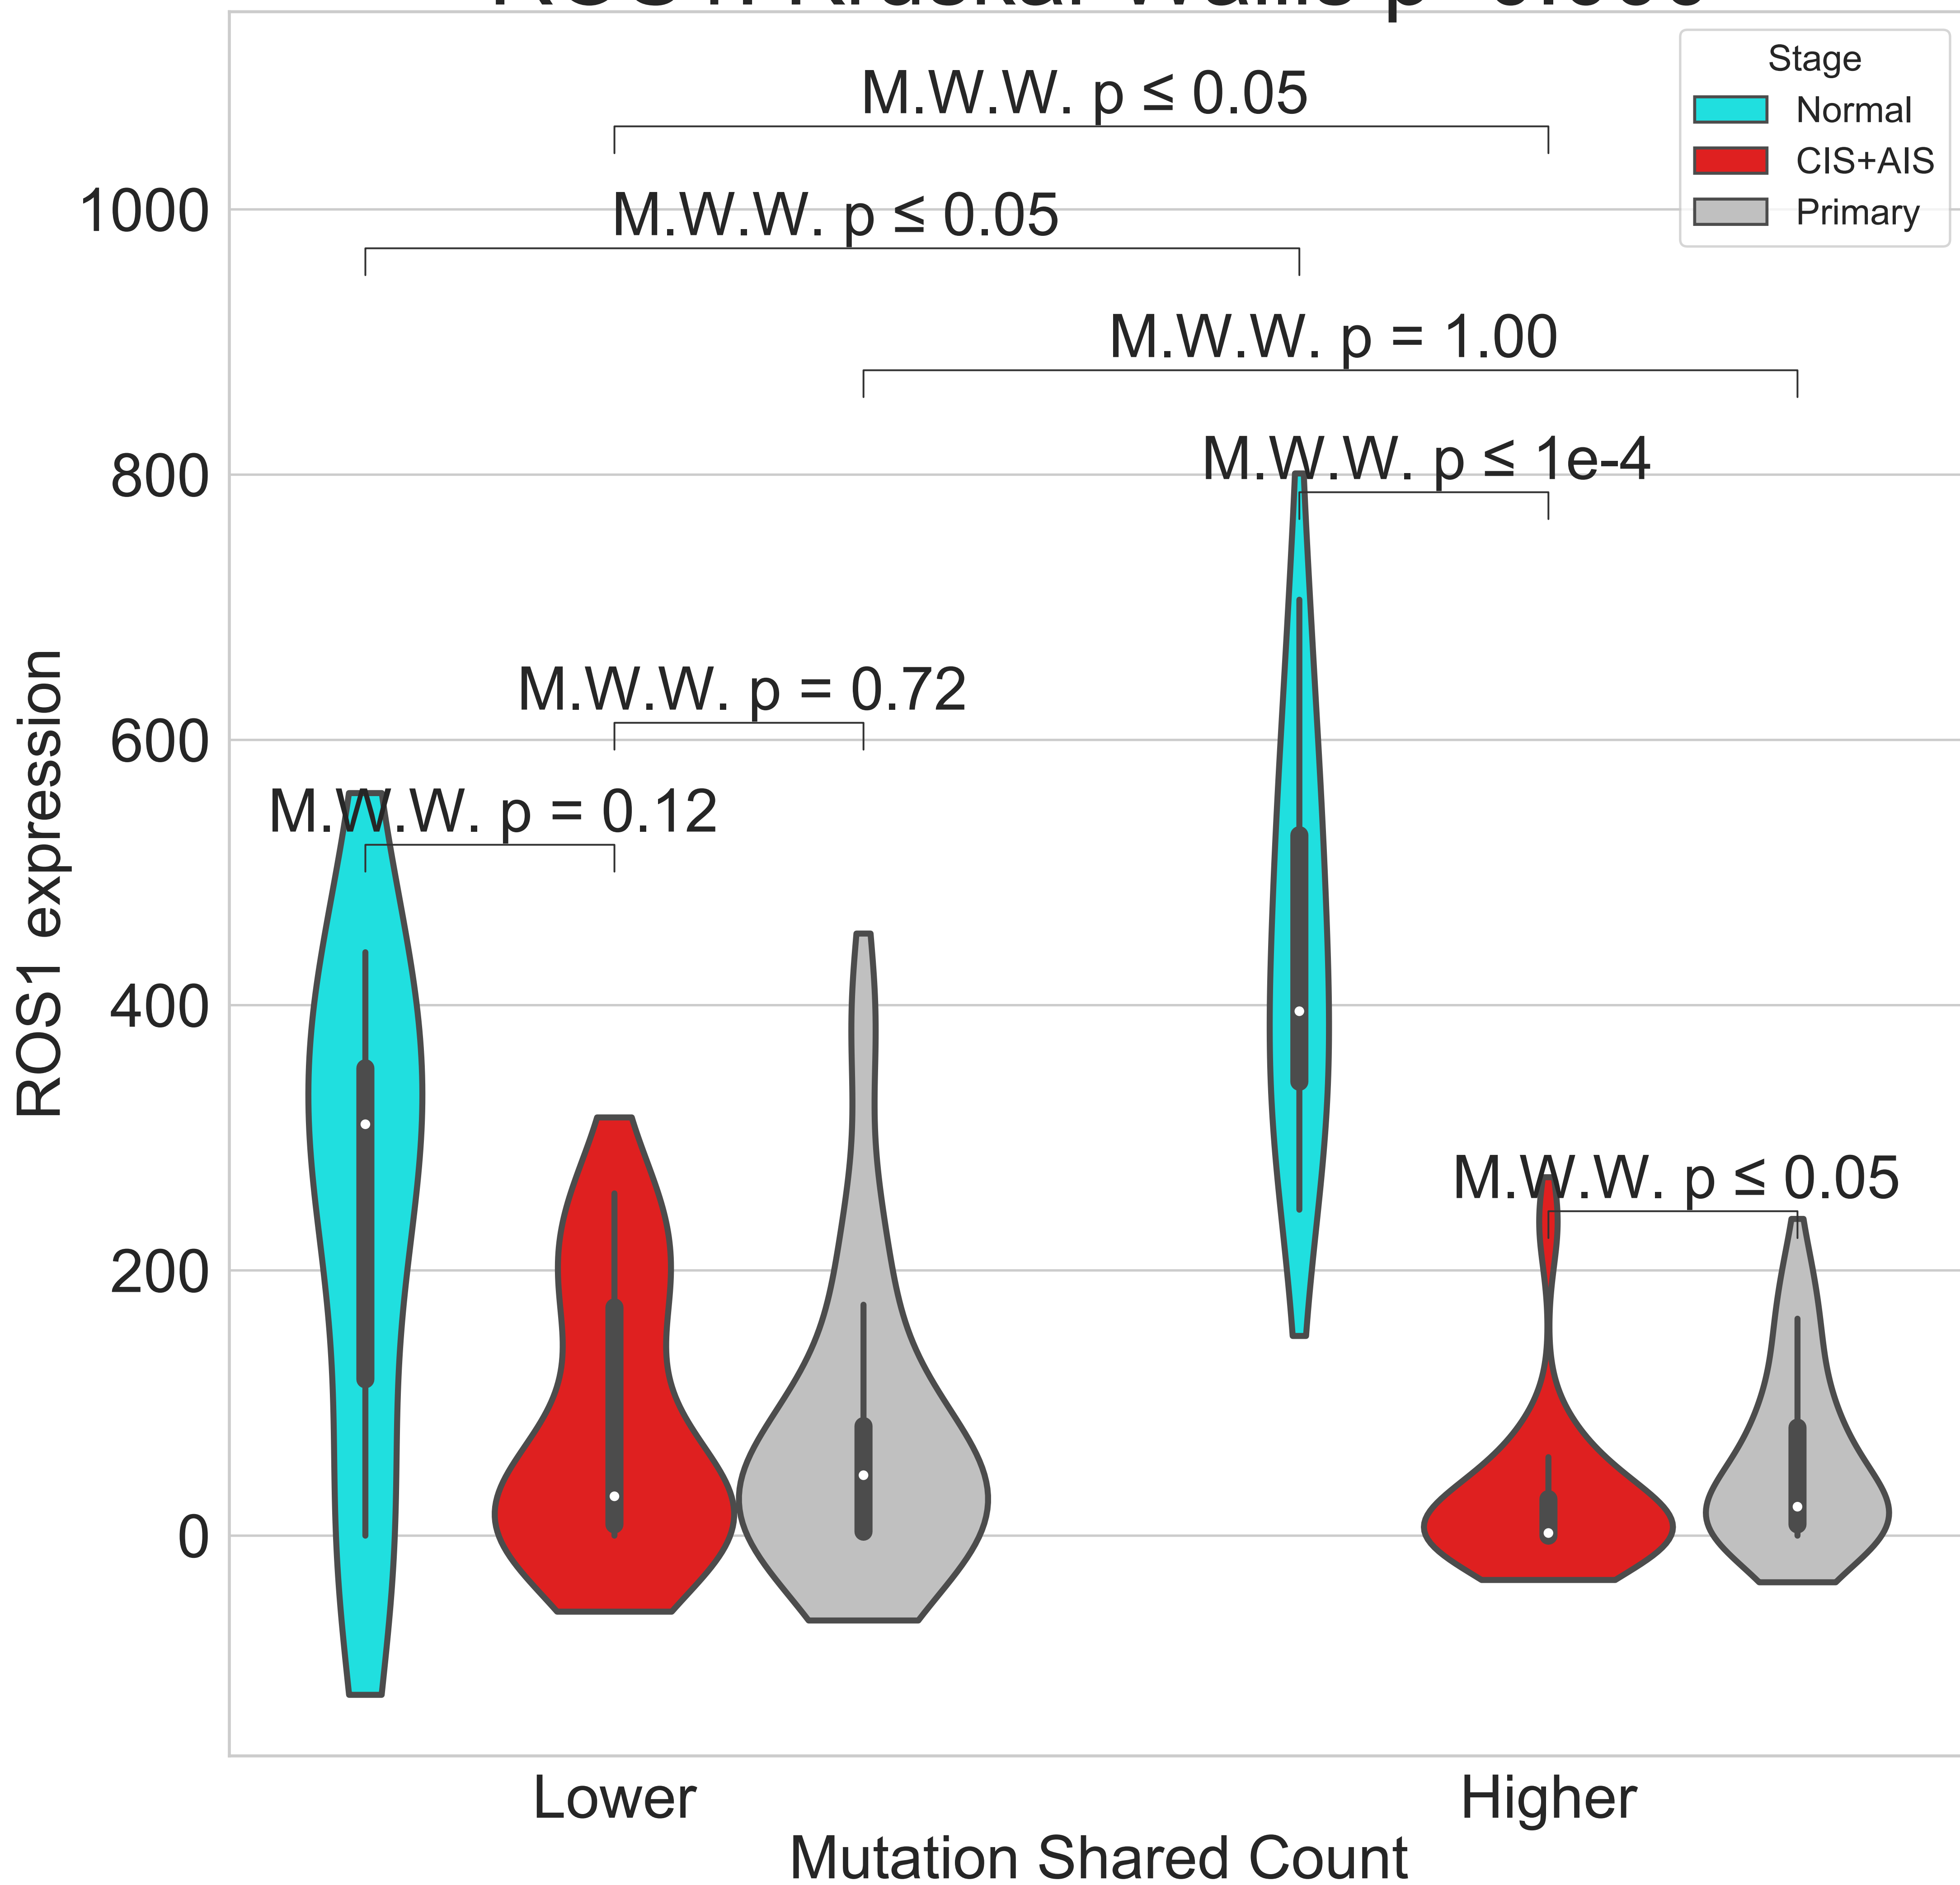 Stage
Normal
CIS+AIS
Primary
M.W.W. p ≤ 0.05
M.W.W. p ≤ 0.05
M.W.W. p = 1.00
M.W.W. p ≤ 1e-4
M.W.W. p = 0.72
M.W.W. p = 0.12
M.W.W. p ≤ 0.05
1000
800
600
400
200
0
ROS1 expression
Lower
Higher
Mutation Shared Count